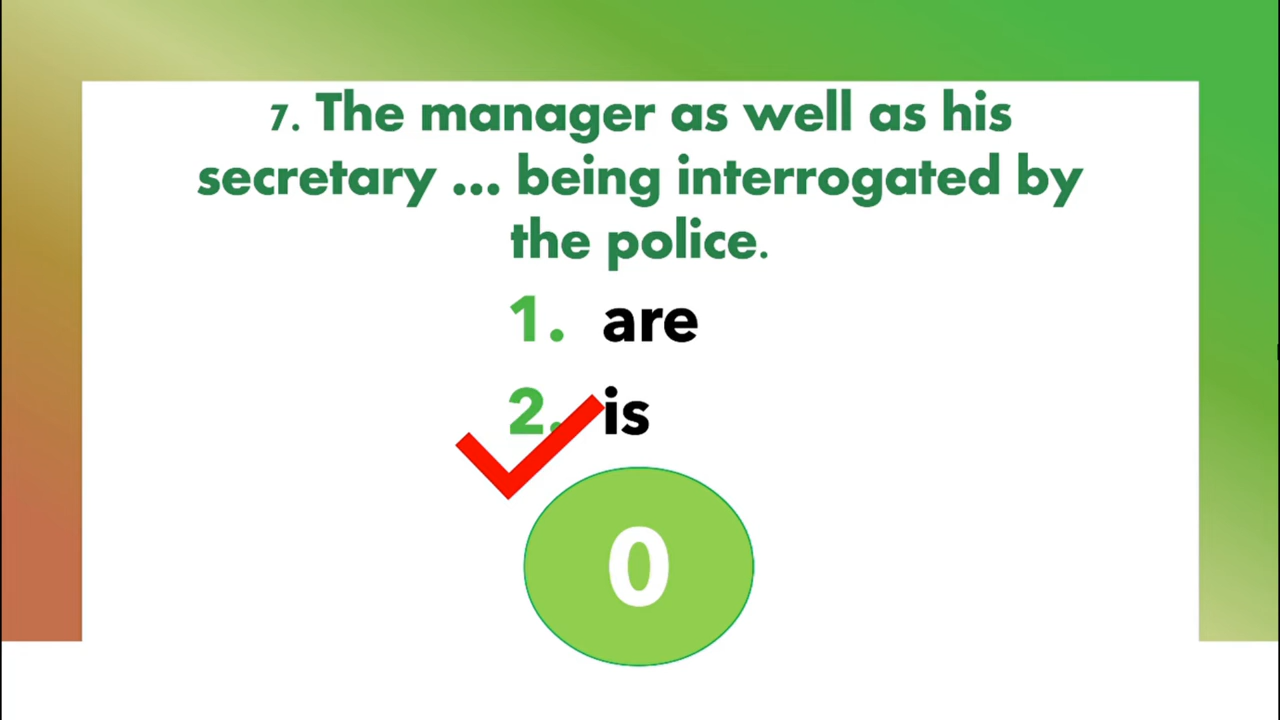 7. The manager as well as his
secretary ... being interrogated by
the police.
1. are
2. is
0